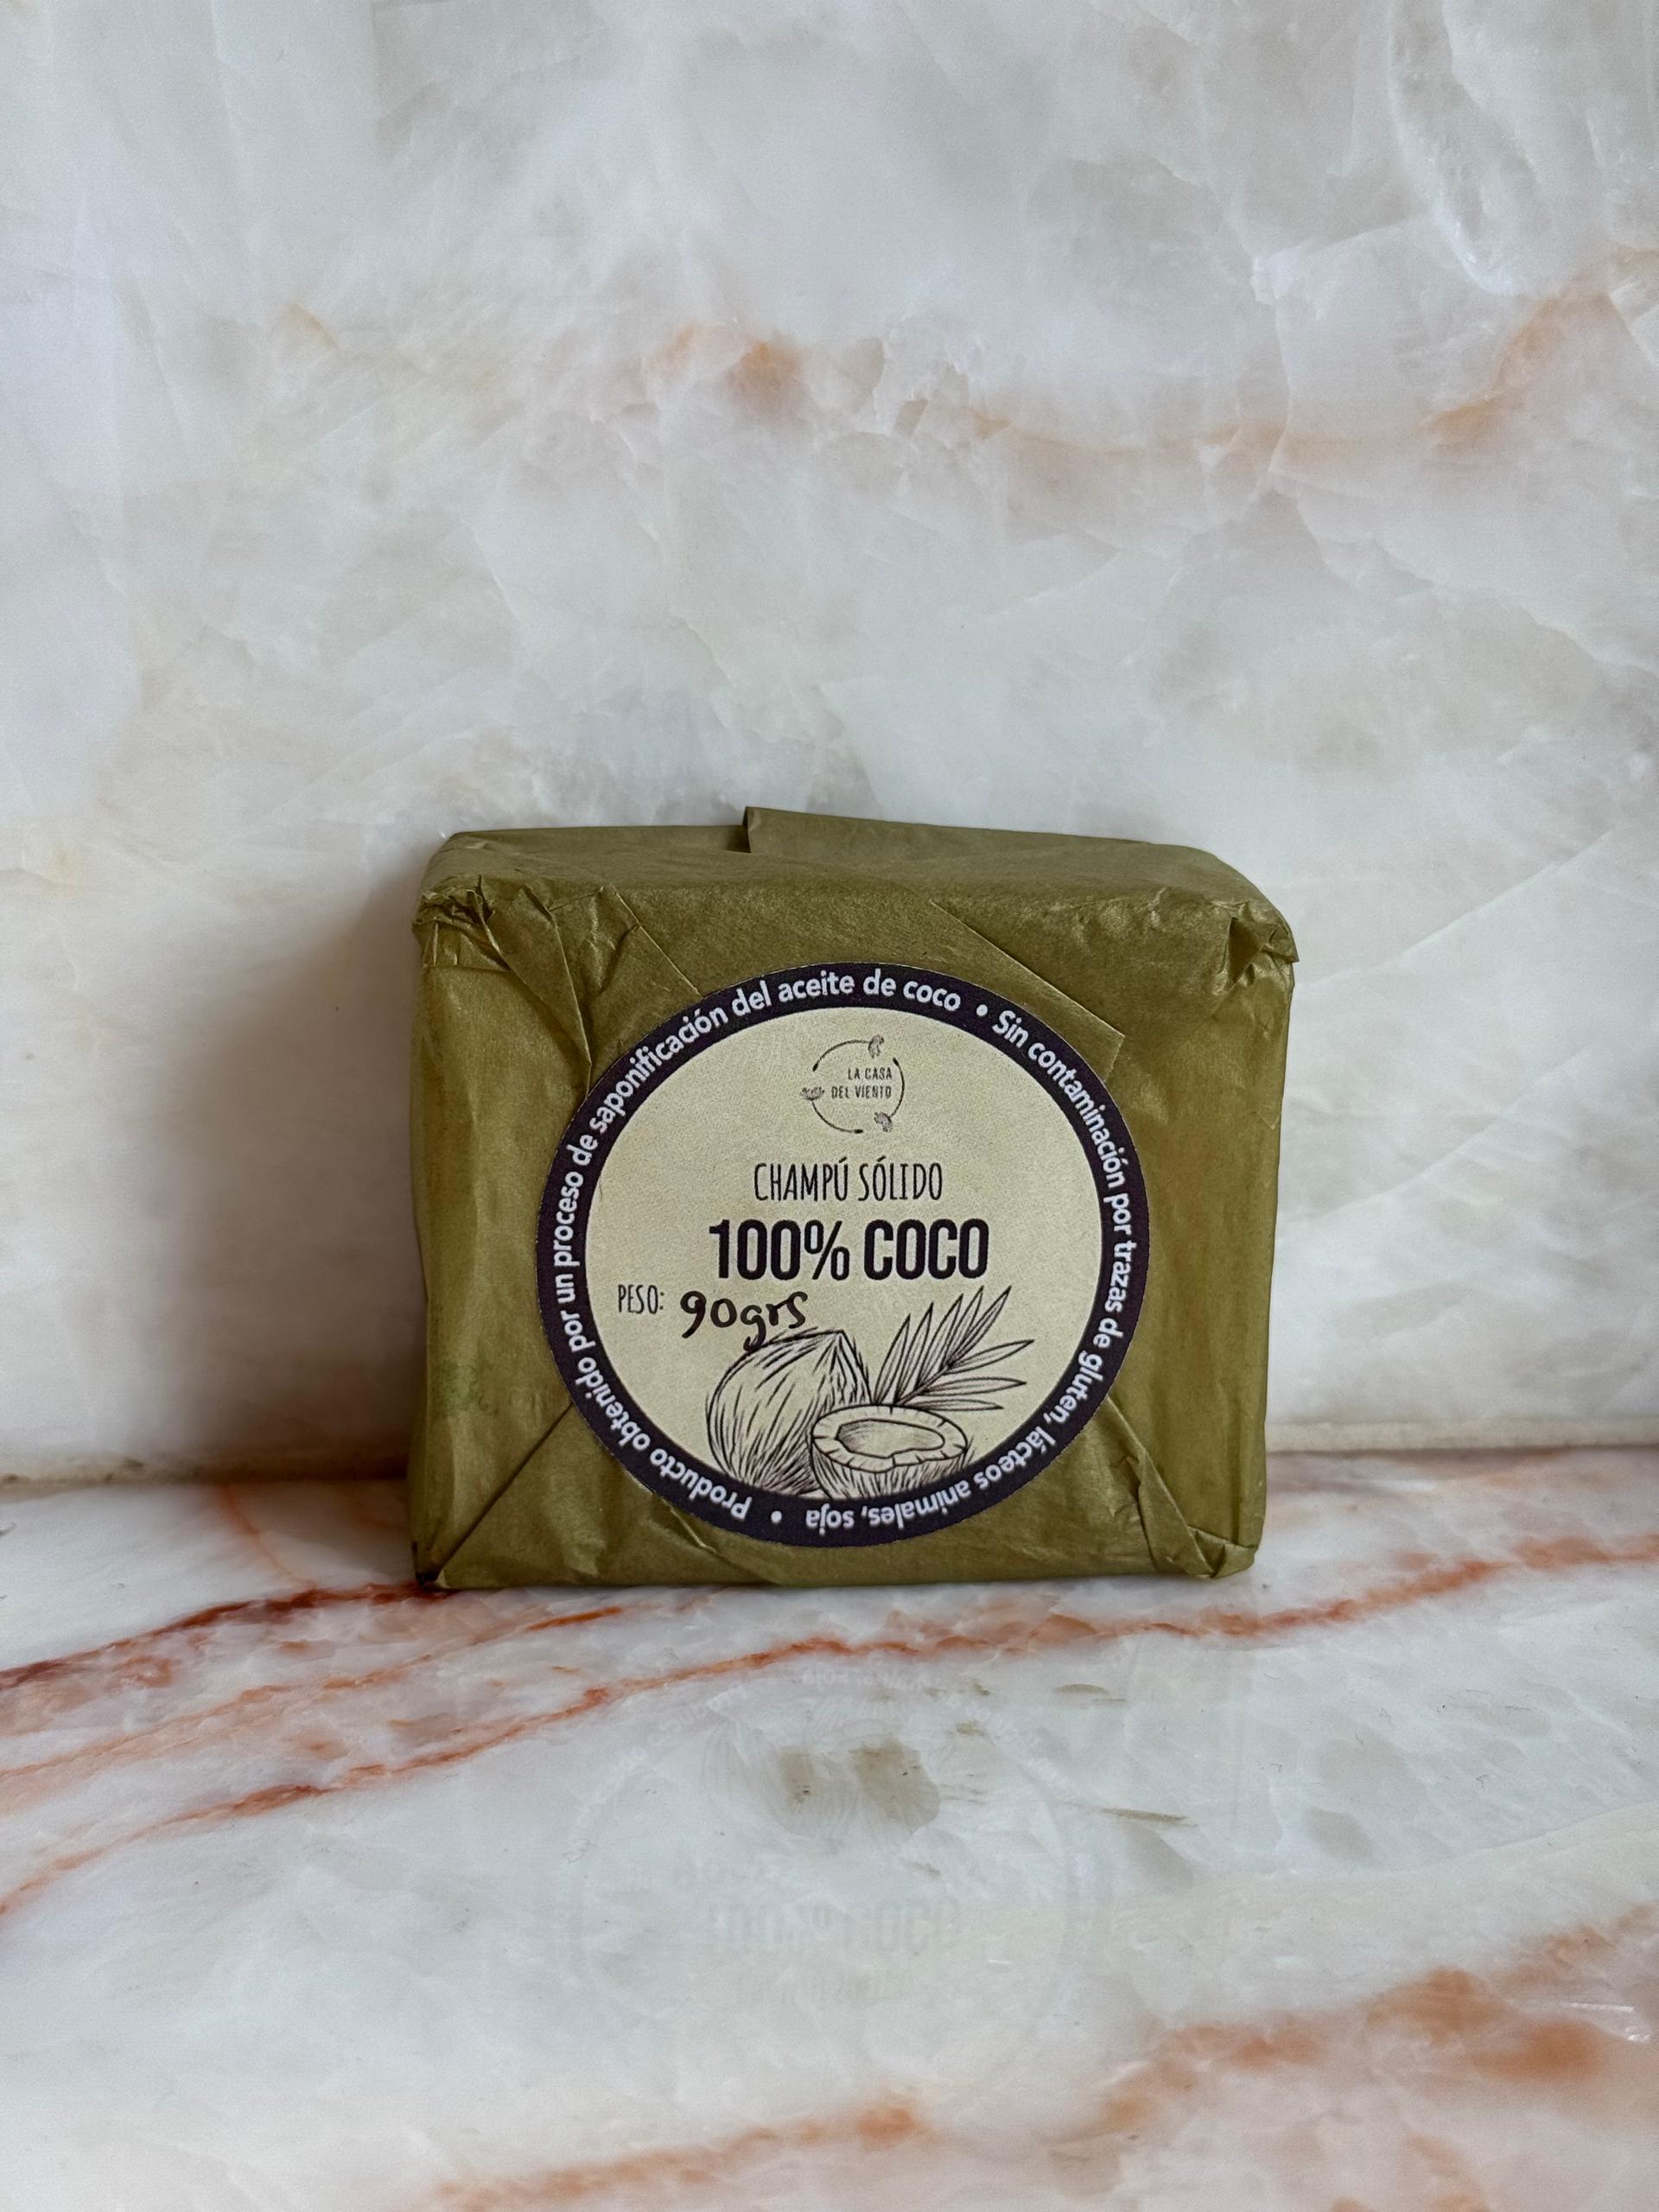 Producto obtenido por un proceso de saponificación del aceite de coco • Sin contaminación por trazas de gluten, lácteos animales, soja •
LA CASA
DEL VIENTO
CHAMPÚ SÓLIDO
100% COCO
PESO: 90grs